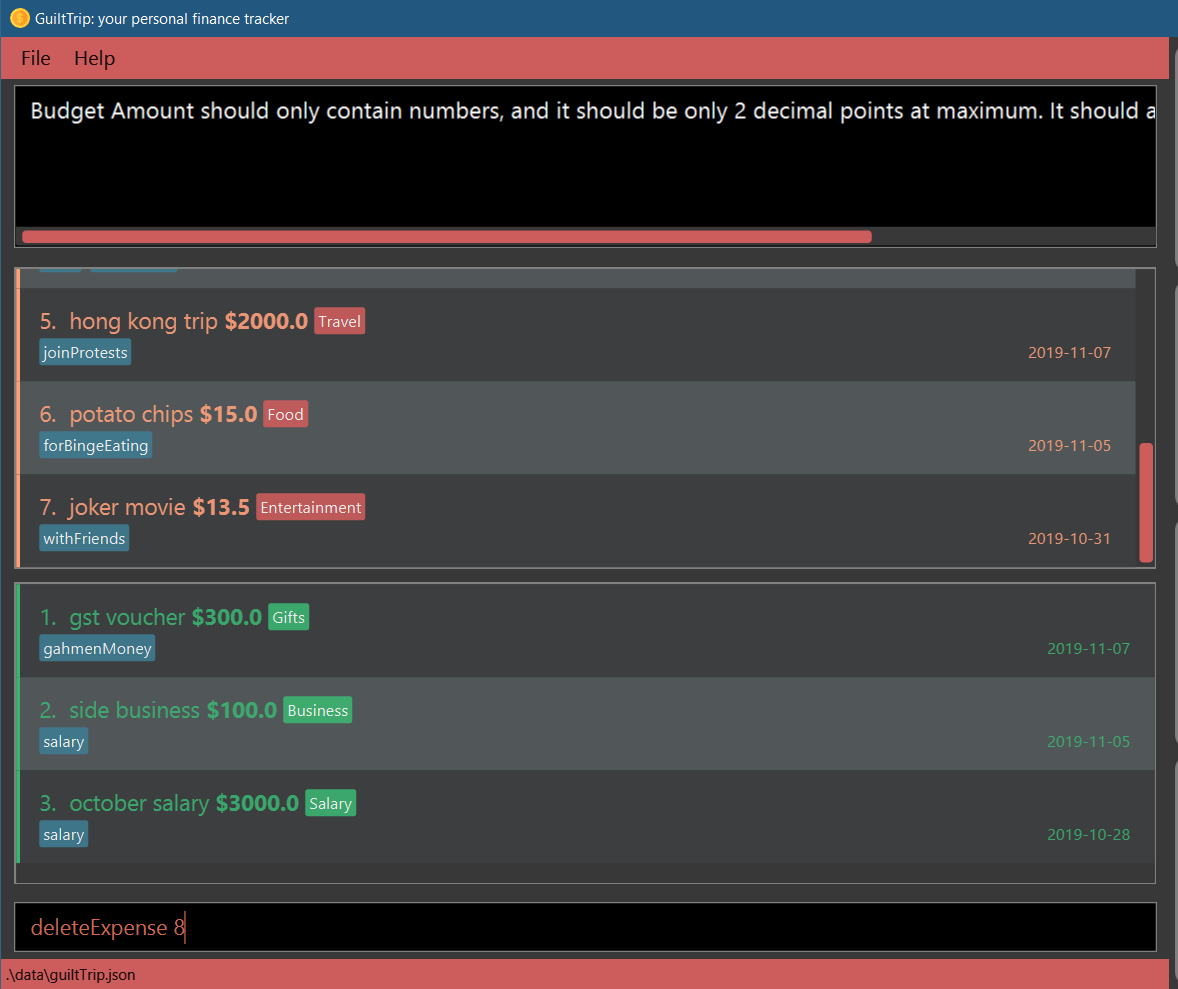 GuiltTrip: your personal finance tracker
File Help
Budget Amount should only contain numbers, and it should be only 2 decimal points at maximum. It should a
5. hong kong trip $2000.0 Travel
joinProtests 2019-11-07
6. potato chips $15.0 Food
forBingeEating 2019-11-05
7. joker movie $13.5 Entertainment
withFriends 2019-10-31
1. gst voucher $300.0 Gifts
gahmenMoney 2019-11-07
2. side business $100.0 Business
salary 2019-11-05
3. october salary $3000.0 Salary
salary 2019-10-28
deleteExpense 8
.\data\guiltTrip.json